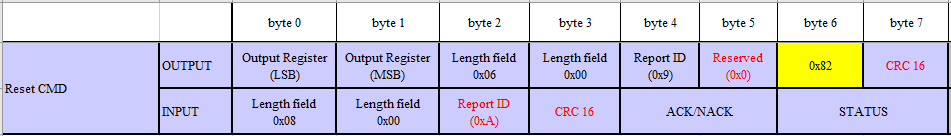 byte 0 byte 1 byte 2 byte 3 byte 4 byte 5 byte 6 byte 7
Reset CMD
OUTPUT
Output Register
(LSB)
Output Register
(MSB)
Length field
0x06
Length field
0x00
Report ID
(0x9)
Reserved
(0x0)
0x82
CRC 16
INPUT
Length field
0x08
Length field
0x00
Report ID
(0xA)
CRC 16
ACK/NACK
STATUS